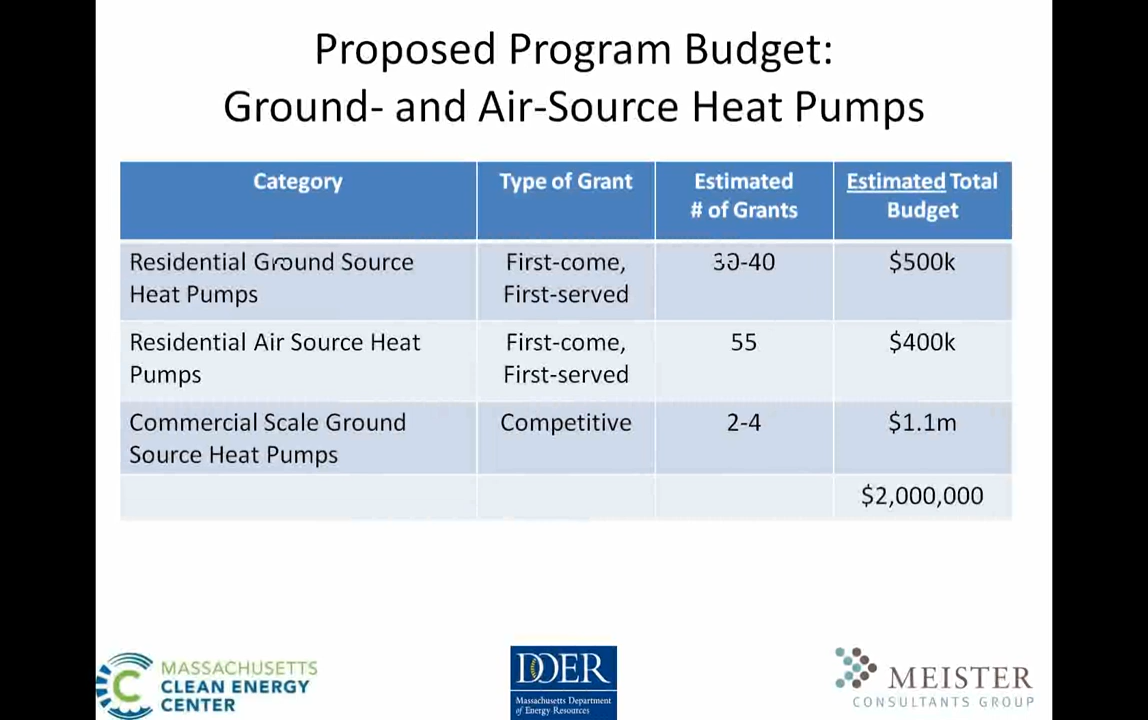 Proposed Program Budget:
Ground- and Air-Source Heat Pumps
Category
Type of Grant
Estimated
# of Grants
Estimated Total
Budget
Residential Ground Source
Heat Pumps
First-come,
First-served
30-40
$500k
Residential Air Source Heat
Pumps
First-come,
First-served
55
$400k
Commercial Scale Ground
Source Heat Pumps
Competitive
2-4
$1.1m
$2,000,000
MASSACHUSETTS
CLEAN ENERGY
CENTER
DOER
Massachusetts Department
of Energy Resources
MEISTER
CONSULTANTS GROUP